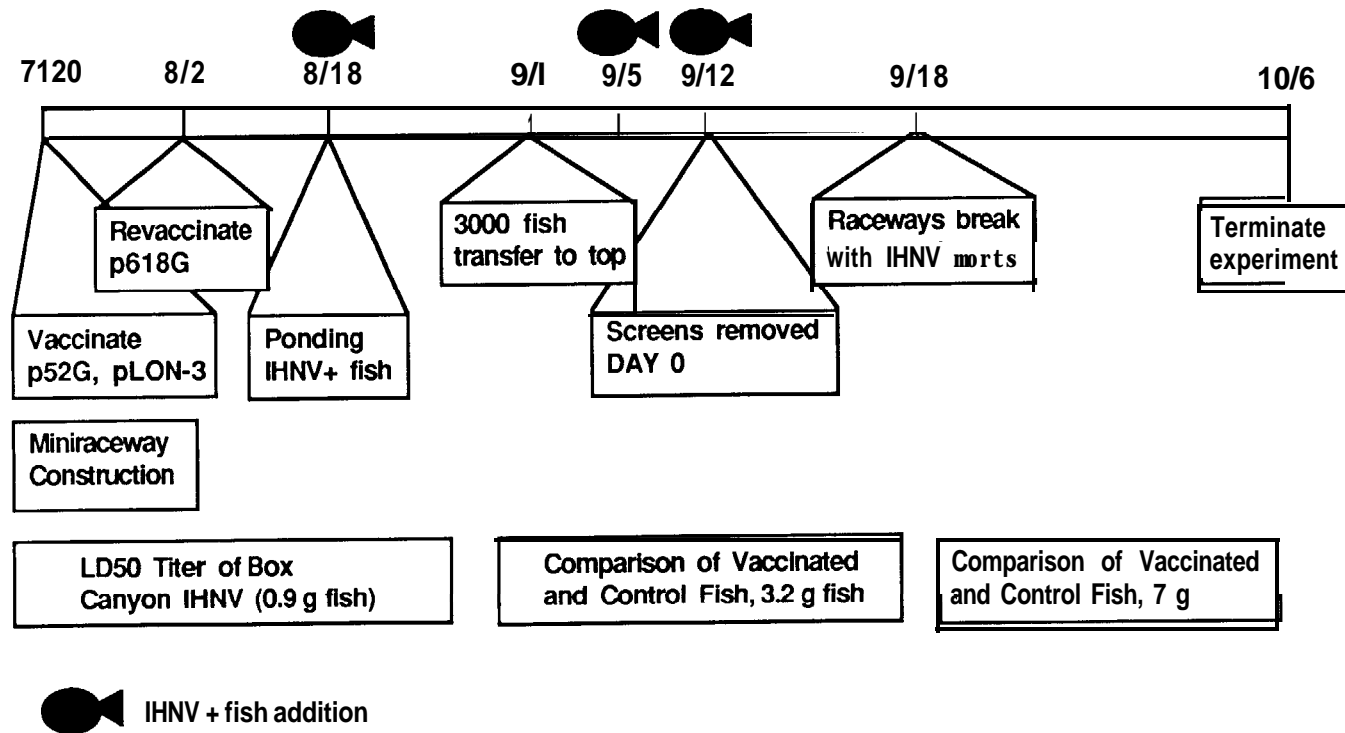 7120 8/2 8/18 9/I 9/5 9/12 9/18 10/6
Revaccinate
p618G
3000 fish
transfer to top
Raceways break
with IHNV morts
Terminate
experiment
Vaccinate
p52G, pLON-3
Ponding
IHNV+ fish
Screens removed
DAY 0
Miniraceway
Construction
LD50 Titer of Box
Canyon IHNV (0.9 g fish)
Comparison of Vaccinated
and Control Fish, 3.2 g fish
Comparison of Vaccinated
and Control Fish, 7 g
IHNV + fish addition